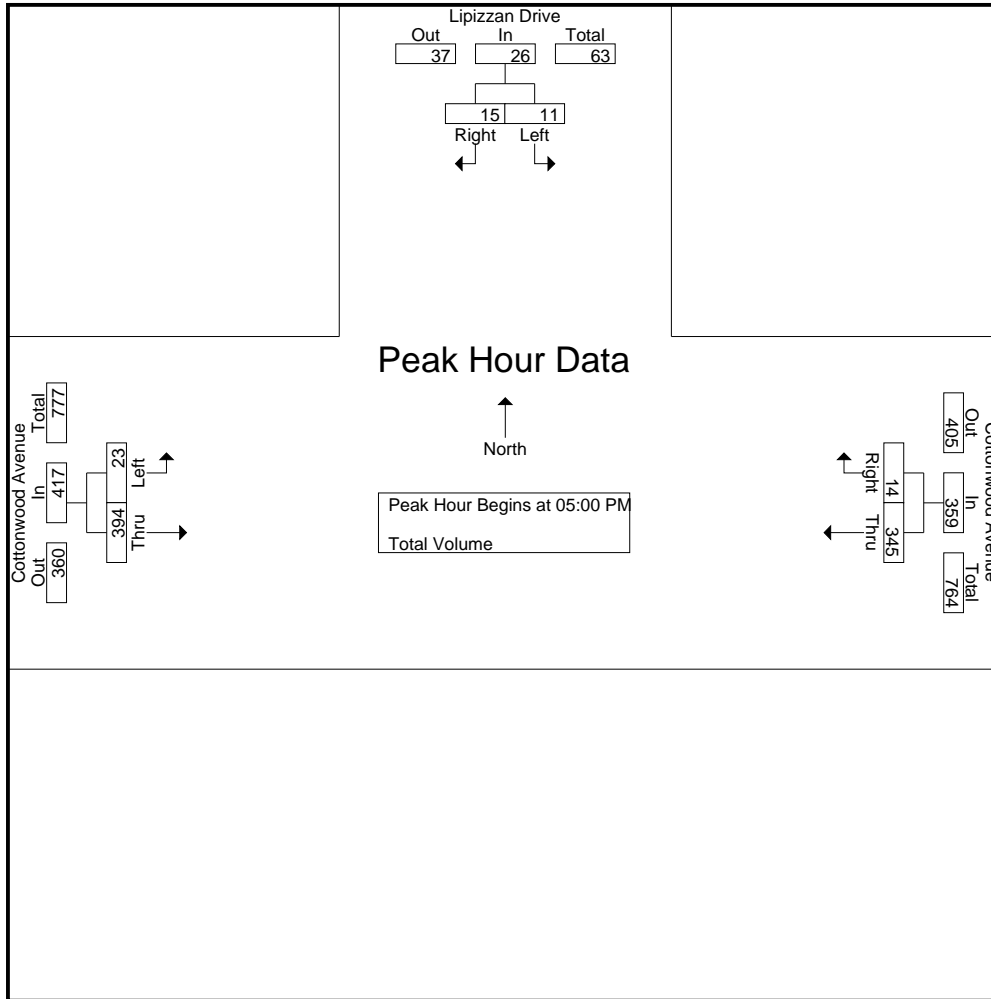 Lipizzan Drive
Out In Total
37 26 63
15 11
Right Left
Peak Hour Data
North
Peak Hour Begins at 05:00 PM
Total Volume
Cottonwood Avenue
Total In Out
777 417 360
23 394
Left Thru
Cottonwood Avenue
Out In Total
405 359 764
14 345
Right Thru